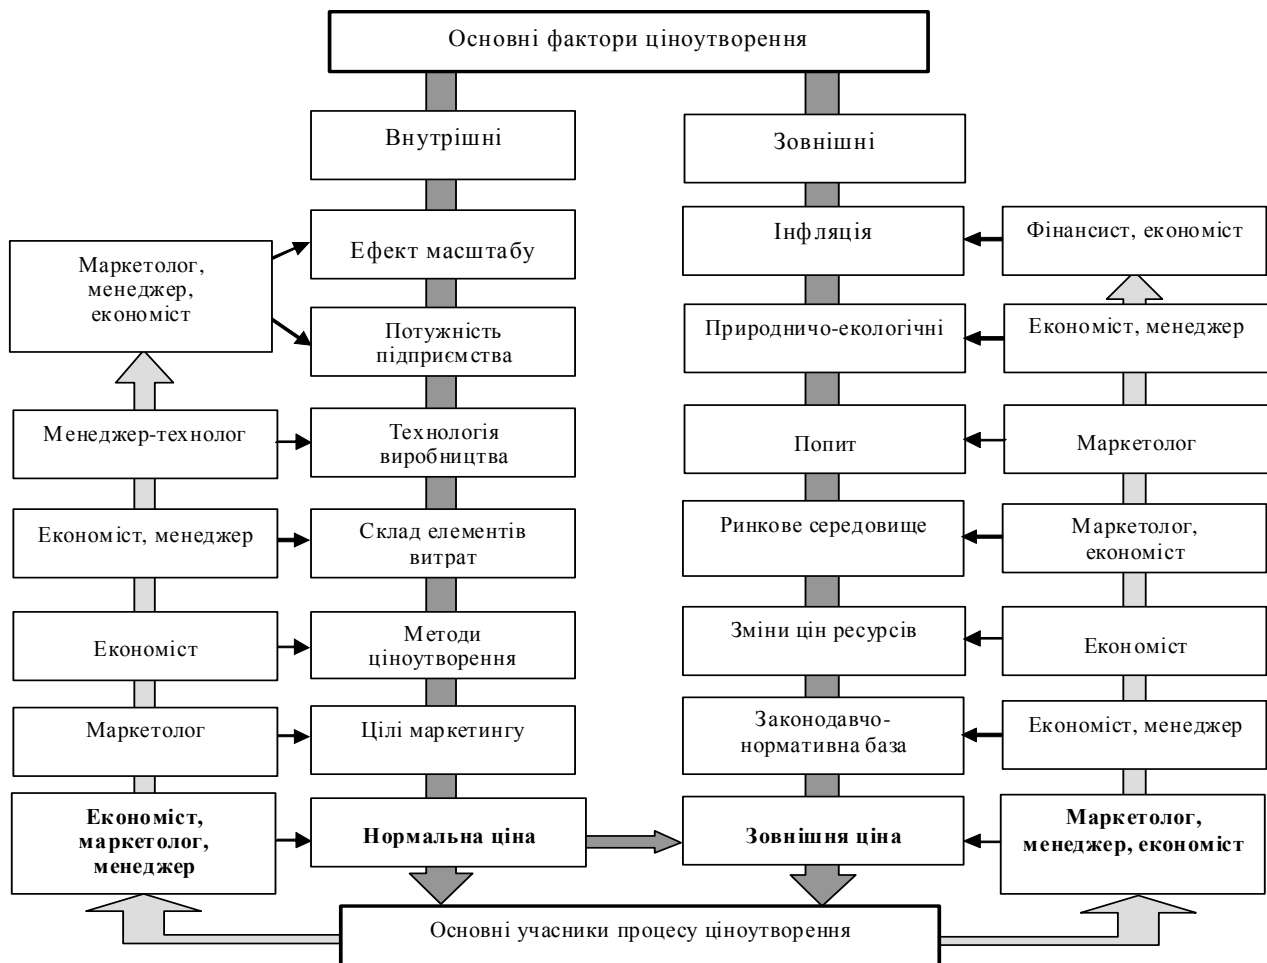 Основні фактори ціноутворення
Внутрішні
Зовнішні
Маркетолог,
менеджер,
економіст
Ефект масштабу
Інфляція
Фінансист, економіст
Потужність
підприємства
Природничо-екологічні
Економіст, менеджер
Менеджер-технолог
Технологія
виробництва
Попит
Маркетолог
Економіст, менеджер
Склад елементів
витрат
Ринкове середовище
Маркетолог,
економіст
Економіст
Методи
ціноутворення
Зміни цін ресурсів
Економіст
Маркетолог
Цілі маркетингу
Законодавчо-
нормативна база
Економіст, менеджер
Економіст,
маркетолог,
менеджер
Нормальна ціна
Зовнішня ціна
Маркетолог,
менеджер, економіст
Основні учасники процесу ціноутворення